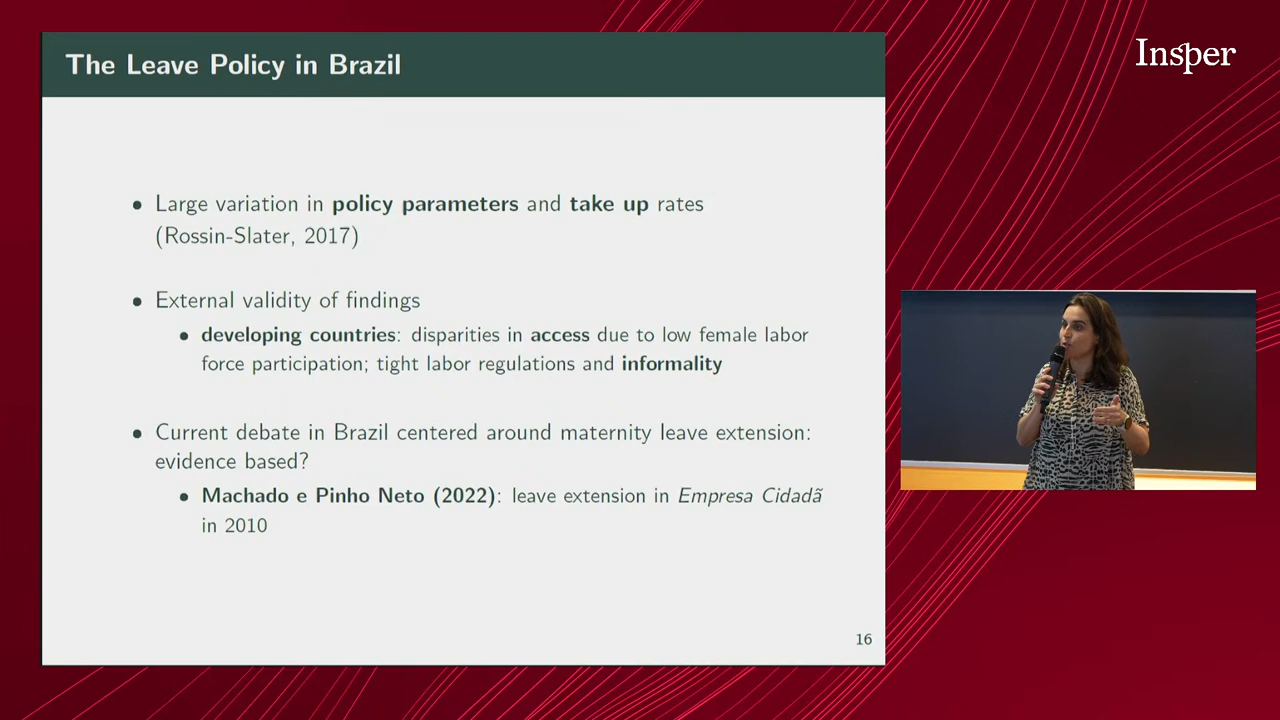 The Leave Policy in Brazil
Insper
• Large variation in policy parameters and take up rates
(Rossin-Slater, 2017)
• External validity of findings
• developing countries: disparities in access due to low female labor
force participation; tight labor regulations and informality
• Current debate in Brazil centered around maternity leave extension:
evidence based?
• Machado e Pinho Neto (2022): leave extension in Empresa Cidadã
in 2010
16